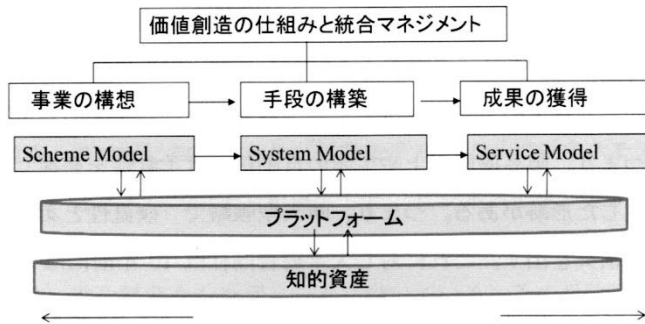 価値創造の仕組みと統合マネジメント
事業の構想
手段の構築
成果の獲得
Scheme Model
System Model
Service Model
プラットフォーム
知的資産